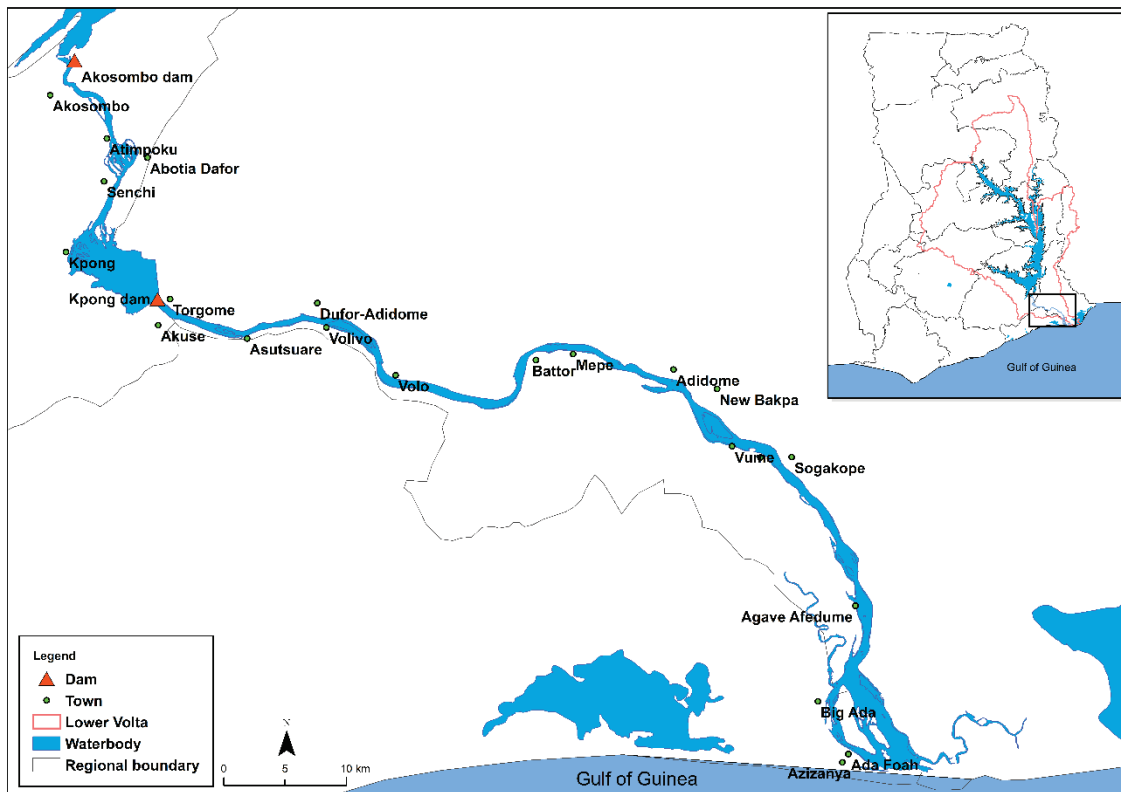 Akosombo dam
Akosombo
Atimpoku
Abotia Dafor
Senchi
Kpong
Kpong dam
Torgome
Akuse
Asutsuare
Dufor-Adidome
Volivo
Volo
Battor
Mepe
Adidome
New Bakpa
Vume
Sogakope
Agave Afedume
Big Ada
Ada Foah
Azizanya
Gulf of Guinea
Gulf of Guinea
Legend
Dam
Town
Lower Volta
Waterbody
Regional boundary
N
0 5 10 km